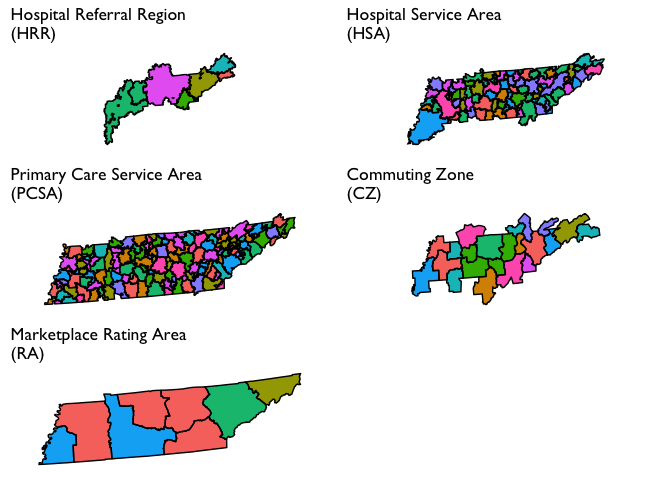 Hospital Referral Region
(HRR)
Hospital Service Area
(HSA)
Primary Care Service Area
(PCSA)
Commuting Zone
(CZ)
Marketplace Rating Area
(RA)